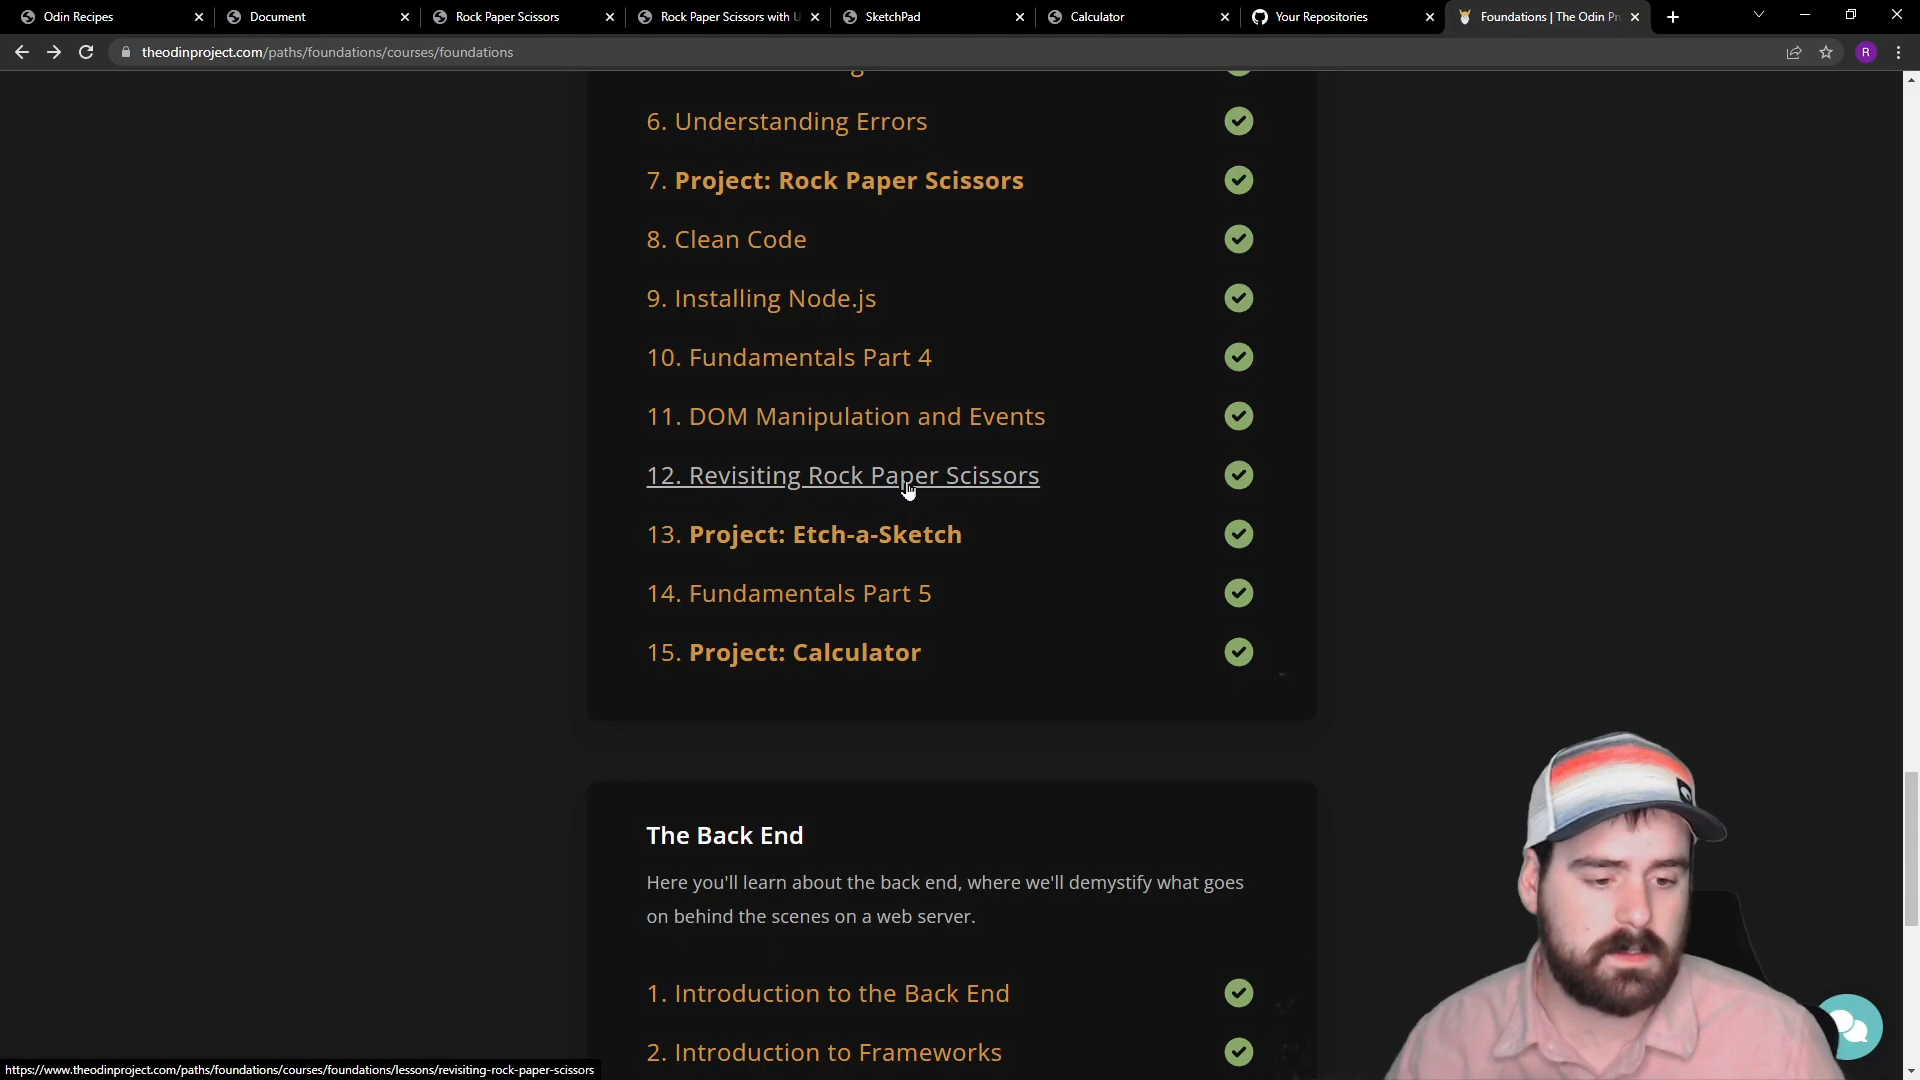 Odin Recipes
Document
Rock Paper Scissors
Rock Paper Scissors with U
SketchPad
Calculator
Your Repositories
Foundations | The Odin Pr
theodinproject.com/paths/foundations/courses/foundations
R
6. Understanding Errors
7. Project: Rock Paper Scissors
8. Clean Code
9. Installing Node.js
10. Fundamentals Part 4
11. DOM Manipulation and Events
12. Revisiting Rock Paper Scissors
13. Project: Etch-a-Sketch
14. Fundamentals Part 5
15. Project: Calculator
The Back End
Here you'll learn about the back end, where we'll demystify what goes
on behind the scenes on a web server.
1. Introduction to the Back End
2. Introduction to Frameworks
https://www.theodinproject.com/paths/foundations/courses/foundations/lessons/revisiting-rock-paper-scissors